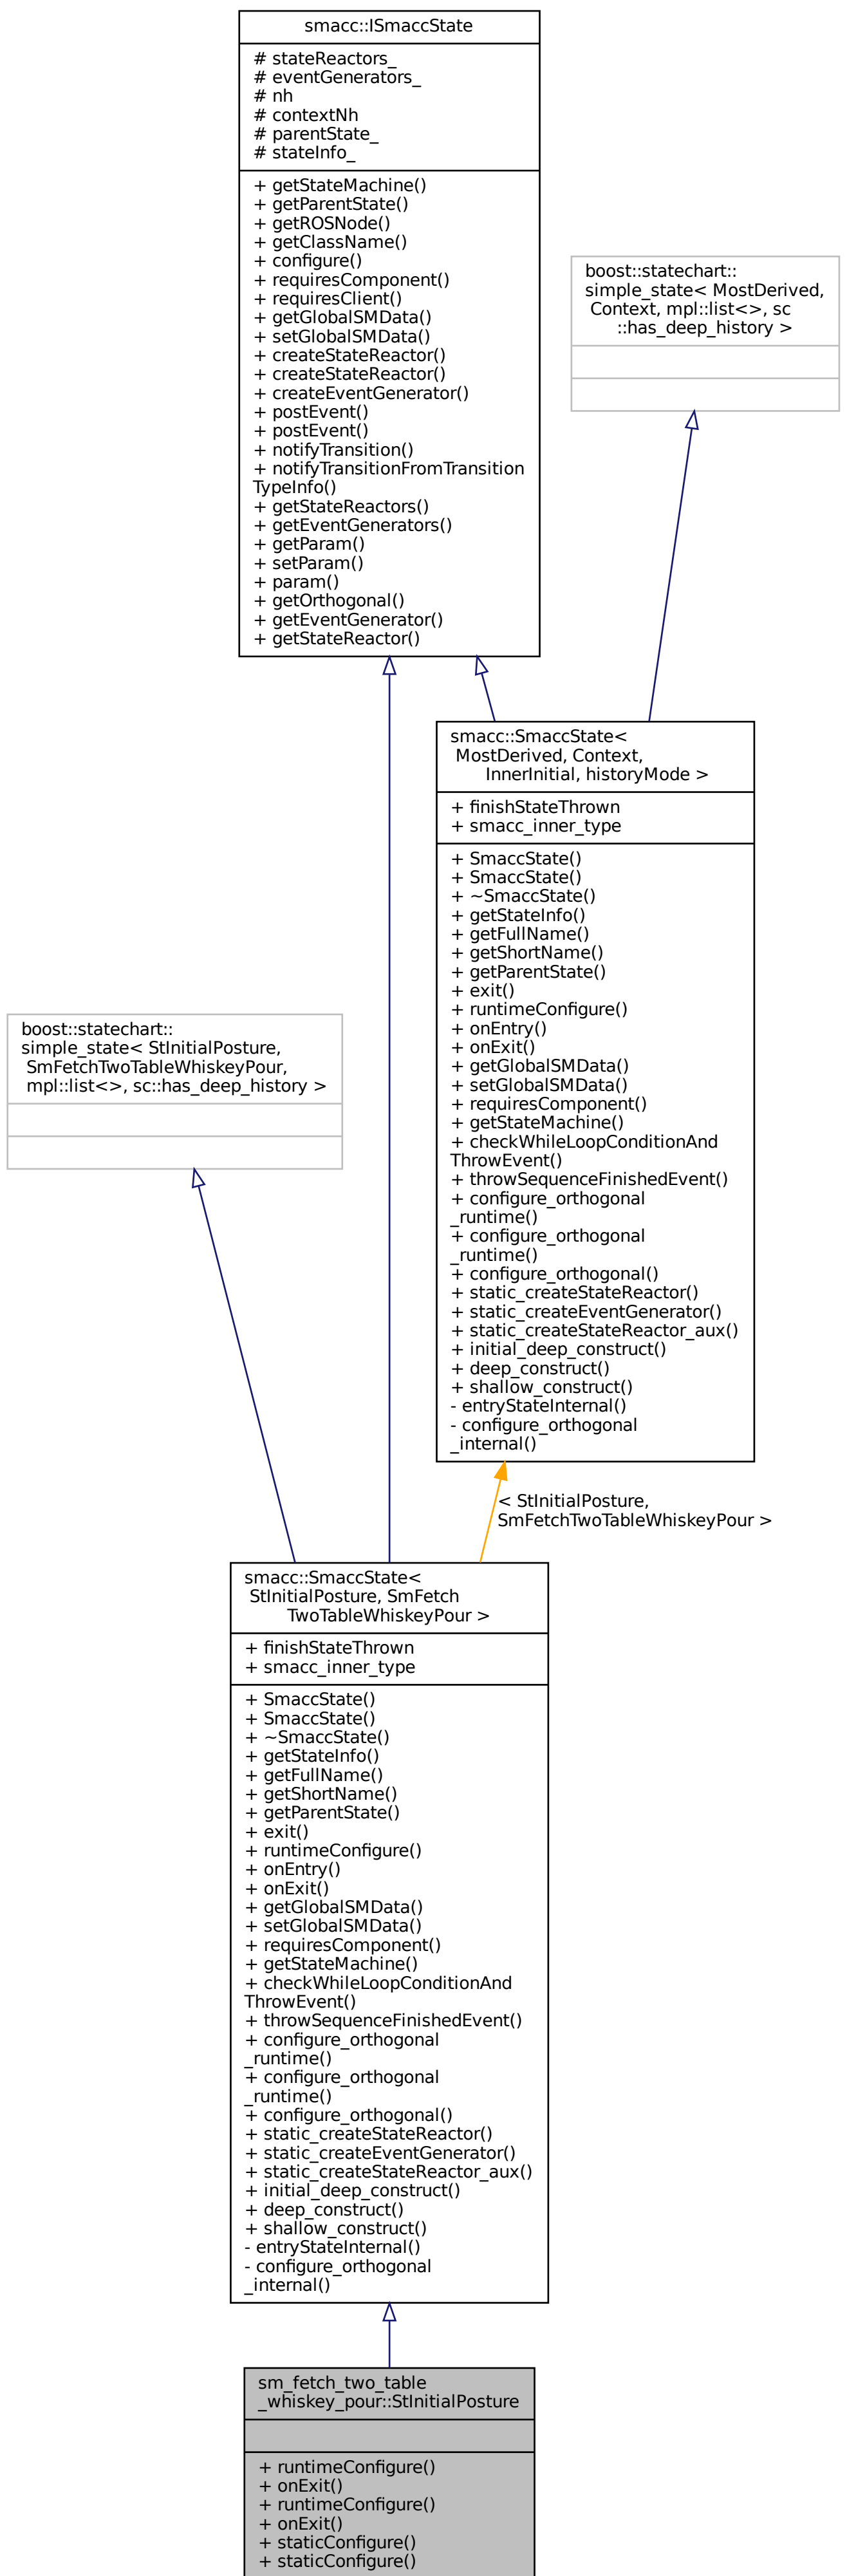 smacc::ISmaccState
# stateReactors_
# eventGenerators_
# nh
# contextNh
# parentState_
# stateInfo_
+ getStateMachine()
+ getParentState()
+ getROSNode()
+ getClassName()
+ configure()
+ requiresComponent()
+ requiresClient()
+ getGlobalSMData()
+ setGlobalSMData()
+ createStateReactor()
+ createStateReactor()
+ createEventGenerator()
+ postEvent()
+ postEvent()
+ notifyTransition()
+ notifyTransitionFromTransition
TypeInfo()
+ getStateReactors()
+ getEventGenerators()
+ getParam()
+ setParam()
+ param()
+ getOrthogonal()
+ getEventGenerator()
+ getStateReactor()
boost::statechart::
simple_state< MostDerived,
Context, mpl::list<>, sc
::has_deep_history >
smacc::SmaccState<
MostDerived, Context,
InnerInitial, historyMode >
+ finishStateThrown
+ smacc_inner_type
+ SmaccState()
+ SmaccState()
+ ~SmaccState()
+ getStateInfo()
+ getFullName()
+ getShortName()
+ getParentState()
+ exit()
+ runtimeConfigure()
+ onEntry()
+ onExit()
+ getGlobalSMData()
+ setGlobalSMData()
+ requiresComponent()
+ getStateMachine()
+ checkWhileLoopConditionAnd
ThrowEvent()
+ throwSequenceFinishedEvent()
+ configure_orthogonal
_runtime()
+ configure_orthogonal
_runtime()
+ configure_orthogonal()
+ static_createStateReactor()
+ static_createEventGenerator()
+ static_createStateReactor_aux()
+ initial_deep_construct()
+ deep_construct()
+ shallow_construct()
- entryStateInternal()
- configure_orthogonal
_internal()
boost::statechart::
simple_state< StInitialPosture,
SmFetchTwoTableWhiskeyPour,
mpl::list<>, sc::has_deep_history >
< StInitialPosture,
SmFetchTwoTableWhiskeyPour >
smacc::SmaccState<
StInitialPosture, SmFetch
TwoTableWhiskeyPour >
+ finishStateThrown
+ smacc_inner_type
+ SmaccState()
+ SmaccState()
+ ~SmaccState()
+ getStateInfo()
+ getFullName()
+ getShortName()
+ getParentState()
+ exit()
+ runtimeConfigure()
+ onEntry()
+ onExit()
+ getGlobalSMData()
+ setGlobalSMData()
+ requiresComponent()
+ getStateMachine()
+ checkWhileLoopConditionAnd
ThrowEvent()
+ throwSequenceFinishedEvent()
+ configure_orthogonal
_runtime()
+ configure_orthogonal
_runtime()
+ configure_orthogonal()
+ static_createStateReactor()
+ static_createEventGenerator()
+ static_createStateReactor_aux()
+ initial_deep_construct()
+ deep_construct()
+ shallow_construct()
- entryStateInternal()
- configure_orthogonal
_internal()
sm_fetch_two_table
_whiskey_pour::StInitialPosture
+ runtimeConfigure()
+ onExit()
+ runtimeConfigure()
+ onExit()
+ staticConfigure()
+ staticConfigure()